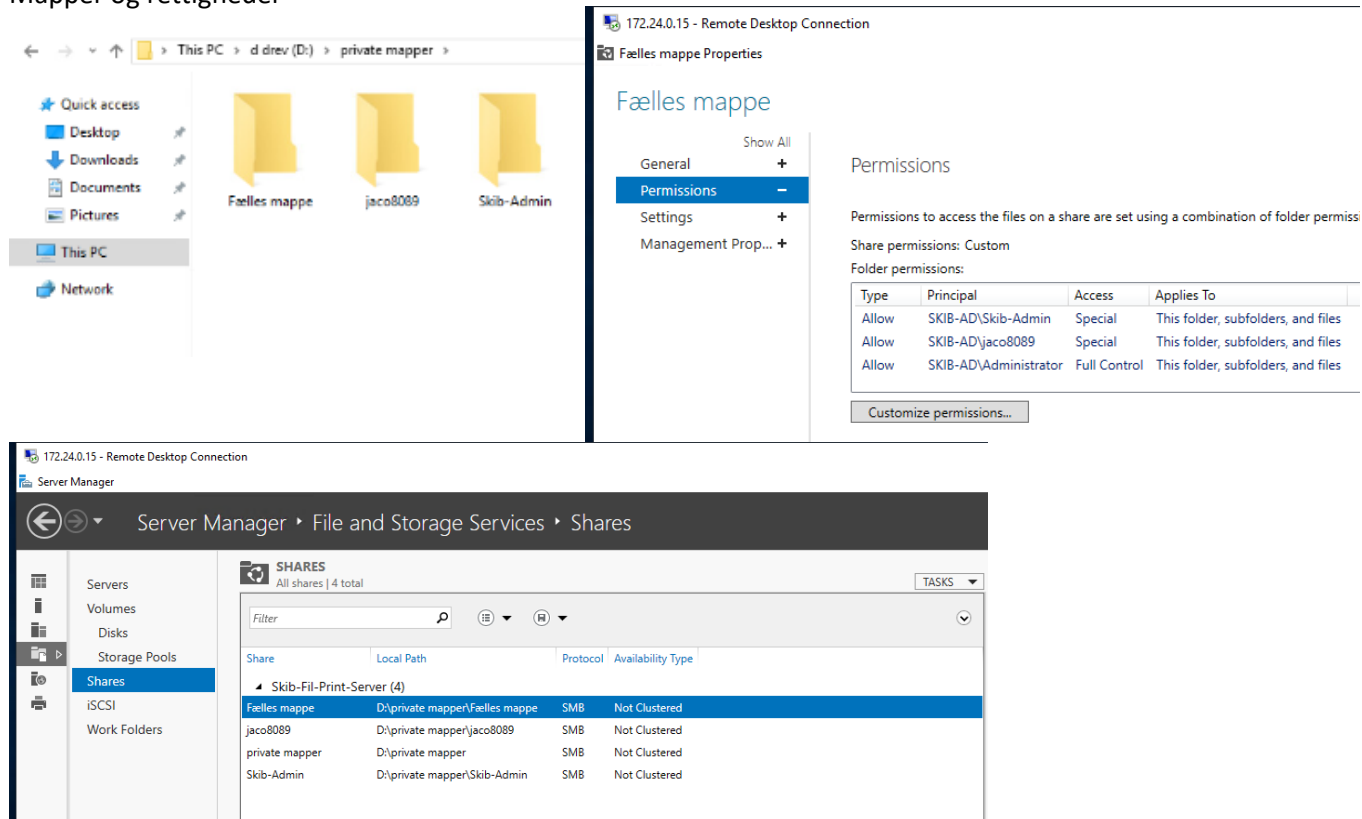 Mapper og rettigheder
This PC > d drev (D:) > private mapper >
Quick access
Desktop
Downloads
Documents
Pictures
This PC
Network
Fælles mappe jaco8089 Skib-Admin
172.24.0.15 - Remote Desktop Connection
Fælles mappe Properties
Fælles mappe
Show All
General +
Permissions −
Settings +
Management Prop... +
Permissions
Permissions to access the files on a share are set using a combination of folder permissi
Share permissions: Custom
Folder permissions:
Type Principal Access Applies To
Allow SKIB-AD\Skib-Admin Special This folder, subfolders, and files
Allow SKIB-AD\jaco8089 Special This folder, subfolders, and files
Allow SKIB-AD\Administrator Full Control This folder, subfolders, and files
Customize permissions...
172.24.0.15 - Remote Desktop Connection
Server Manager
Server Manager ‣ File and Storage Services ‣ Shares
Servers
Volumes
Disks
Storage Pools
Shares
iSCSI
Work Folders
SHARES
All shares | 4 total
TASKS
Filter
Share Local Path Protocol Availability Type
Skib-Fil-Print-Server (4)
Fælles mappe D:\private mapper\Fælles mappe SMB Not Clustered
jaco8089 D:\private mapper\jaco8089 SMB Not Clustered
private mapper D:\private mapper SMB Not Clustered
Skib-Admin D:\private mapper\Skib-Admin SMB Not Clustered